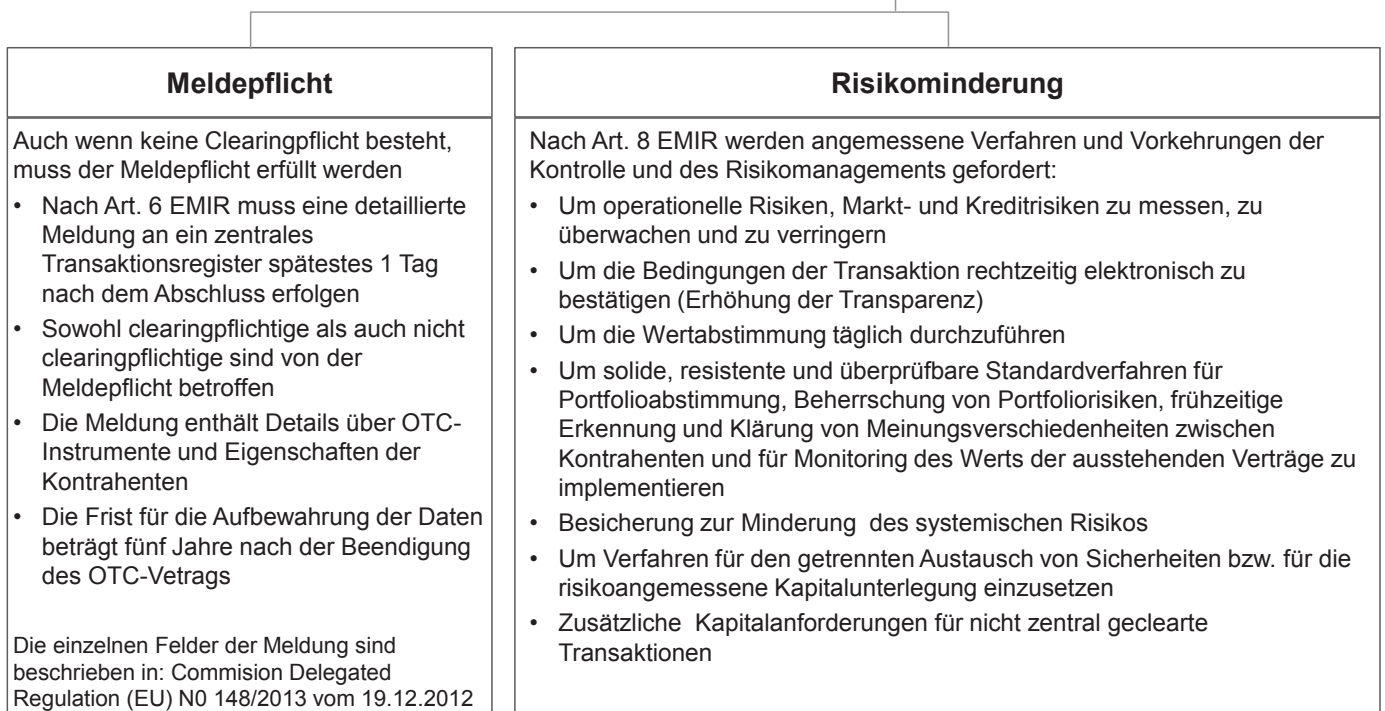 Meldepflicht
Auch wenn keine Clearingpflicht besteht,
muss der Meldepflicht erfüllt werden
• Nach Art. 6 EMIR muss eine detaillierte
Meldung an ein zentrales
Transaktionsregister spätestes 1 Tag
nach dem Abschluss erfolgen
• Sowohl clearingpflichtige als auch nicht
clearingpflichtige sind von der
Meldepflicht betroffen
• Die Meldung enthält Details über OTC-
Instrumente und Eigenschaften der
Kontrahenten
• Die Frist für die Aufbewahrung der Daten
beträgt fünf Jahre nach der Beendigung
des OTC-Vetrags
Die einzelnen Felder der Meldung sind
beschrieben in: Commision Delegated
Regulation (EU) N0 148/2013 vom 19.12.2012
Risikominderung
Nach Art. 8 EMIR werden angemessene Verfahren und Vorkehrungen der
Kontrolle und des Risikomanagements gefordert:
• Um operationelle Risiken, Markt- und Kreditrisiken zu messen, zu
überwachen und zu verringern
• Um die Bedingungen der Transaktion rechtzeitig elektronisch zu
bestätigen (Erhöhung der Transparenz)
• Um die Wertabstimmung täglich durchzuführen
• Um solide, resistente und überprüfbare Standardverfahren für
Portfolioabstimmung, Beherrschung von Portfoliorisiken, frühzeitige
Erkennung und Klärung von Meinungsverschiedenheiten zwischen
Kontrahenten und für Monitoring des Werts der ausstehenden Verträge zu
implementieren
• Besicherung zur Minderung des systemischen Risikos
• Um Verfahren für den getrennten Austausch von Sicherheiten bzw. für die
risikoangemessene Kapitalunterlegung einzusetzen
• Zusätzliche Kapitalanforderungen für nicht zentral geclearte
Transaktionen